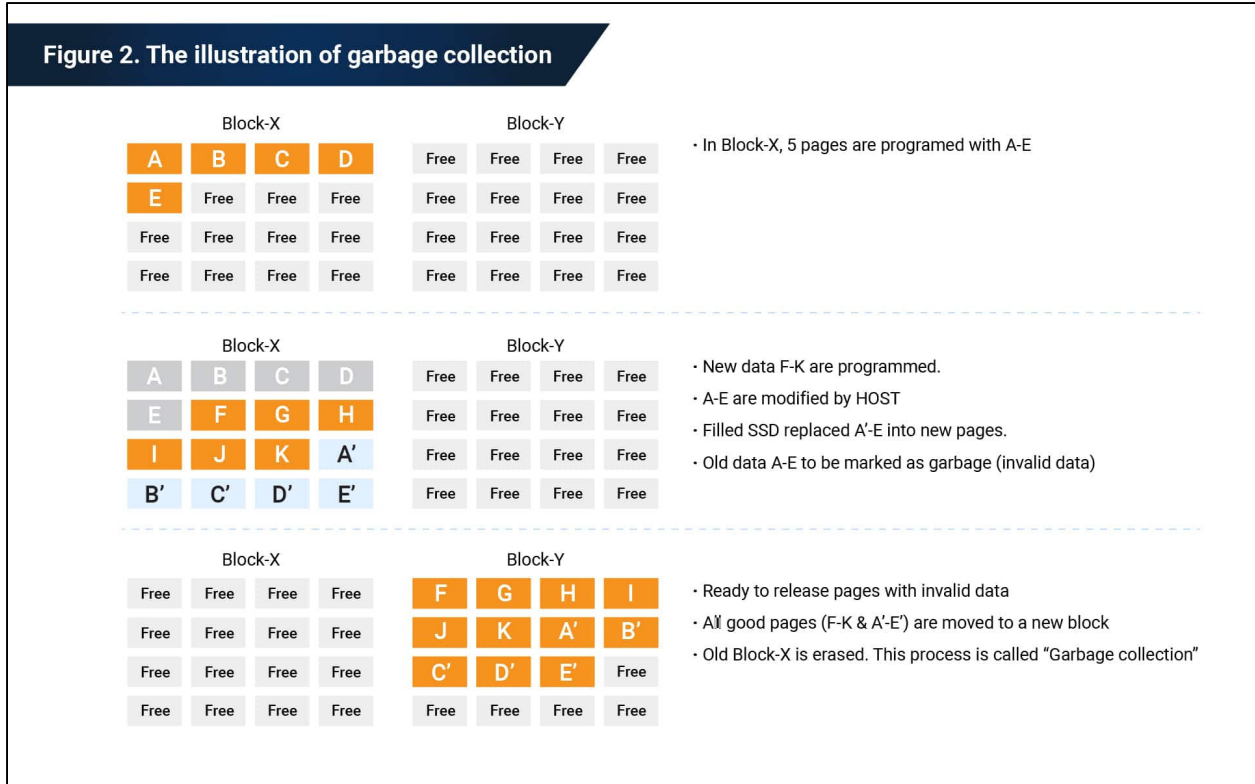 Figure 2. The illustration of garbage collection
Block-X
Block-Y
A B C D Free Free Free Free
E Free Free Free Free Free Free Free
Free Free Free Free Free Free Free Free
Free Free Free Free Free Free Free Free
· In Block-X, 5 pages are programed with A-E
Block-X
Block-Y
A B C D Free Free Free Free
E F G H Free Free Free Free
I J K A’ Free Free Free Free
B’ C’ D’ E’ Free Free Free Free
· New data F-K are programmed.
· A-E are modified by HOST
· Filled SSD replaced A’-E into new pages.
· Old data A-E to be marked as garbage (invalid data)
Block-X
Block-Y
Free Free Free Free F G H I
Free Free Free Free J K A’ B’
Free Free Free Free C’ D’ E’ Free
Free Free Free Free Free Free Free Free
· Ready to release pages with invalid data
· All good pages (F-K & A’-E’) are moved to a new block
· Old Block-X is erased. This process is called “Garbage collection”